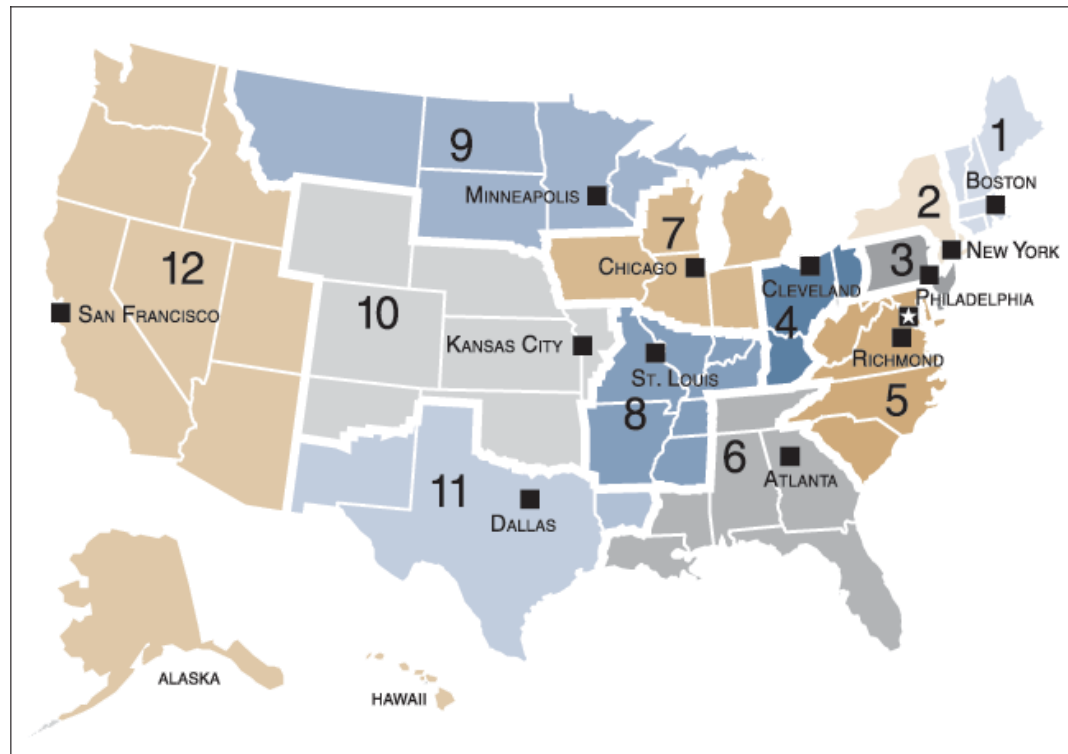 1
9
BOSTON
MINNEAPOLIS
2
7
NEW YORK
3
12
CHICAGO
CLEVELAND
PHILADELPHIA
10
SAN FRANCISCO
4
KANSAS CITY
ST. LOUIS
RICHMOND
8
5
6
ATLANTA
11
DALLAS
ALASKA
HAWAII